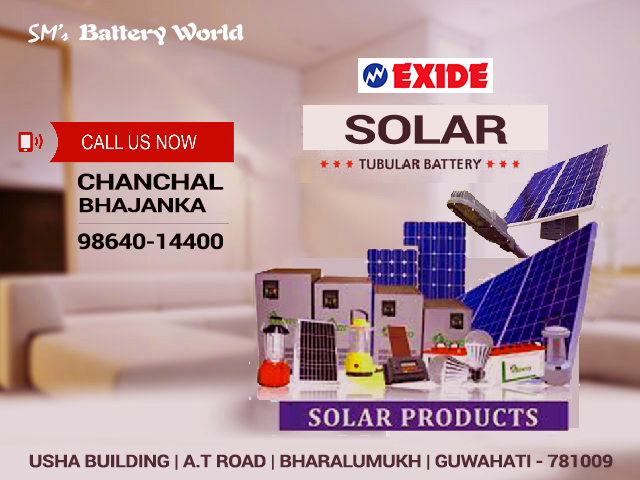 SM's Battery World
EXIDE
SOLAR
*** TUBULAR BATTERY ***
CALL US NOW
CHANCHAL
BHAJANKA
98640-14400
SOLAR PRODUCTS
USHA BUILDING | A.T ROAD | BHARALUMUKH | GUWAHATI - 781009